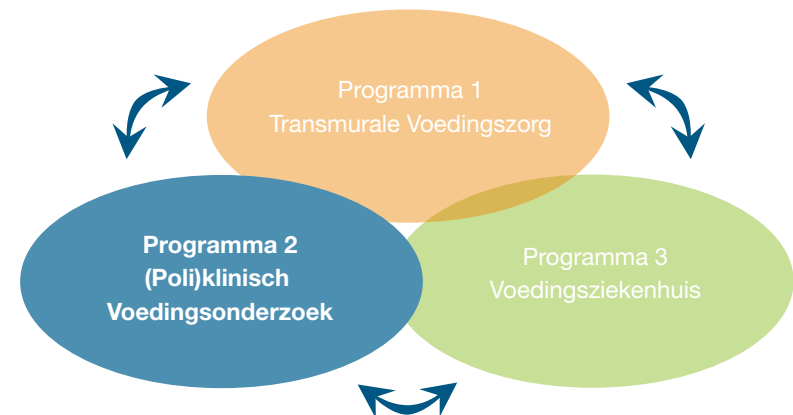 Programma 1
Transmurale Voedingszorg
Programma 2
(Poli)klinisch
Voedingsonderzoek
Programma 3
Voedingsziekenhuis